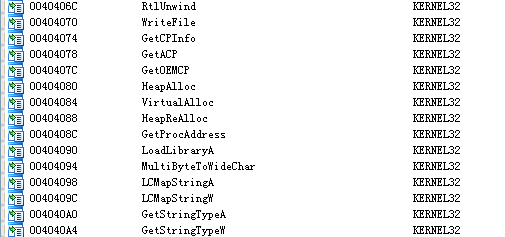 0040406C RtlUnwind KERNEL32
00404070 WriteFile KERNEL32
00404074 GetCPInfo KERNEL32
00404078 GetACP KERNEL32
0040407C GetOEMCP KERNEL32
00404080 HeapAlloc KERNEL32
00404084 VirtualAlloc KERNEL32
00404088 HeapReAlloc KERNEL32
0040408C GetProcAddress KERNEL32
00404090 LoadLibraryA KERNEL32
00404094 MultiByteToWideChar KERNEL32
00404098 LCMapStringA KERNEL32
0040409C LCMapStringW KERNEL32
004040A0 GetStringTypeA KERNEL32
004040A4 GetStringTypeW KERNEL32